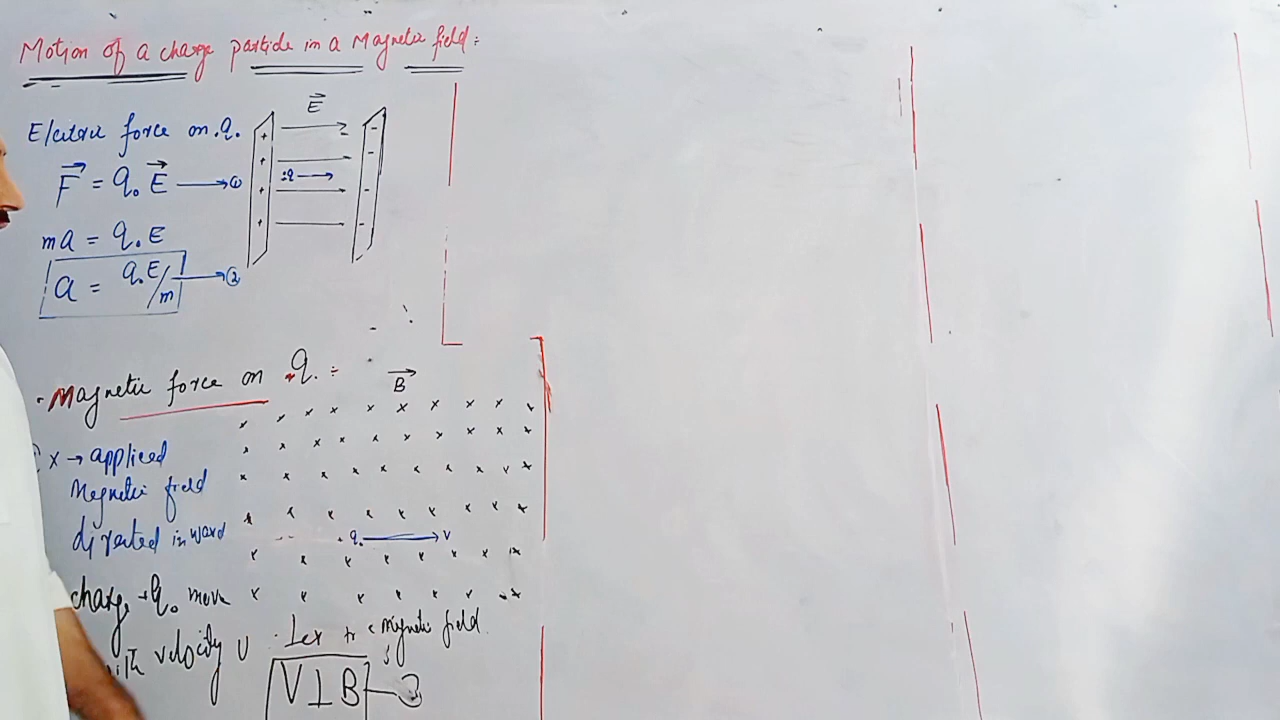 Motion of a charge particle in a Magnetic field:
Electric force on .q.
F = q. E → ①
ma = q. E
a = q.E/m → ②
E
+ + + +
- - - -
q →
· Magnetic force on q. ÷
B
x → applied
Magnetic field
directed inward
q. → v
charge +q. move
with velocity v
magnetic field
V ⊥ B - 3